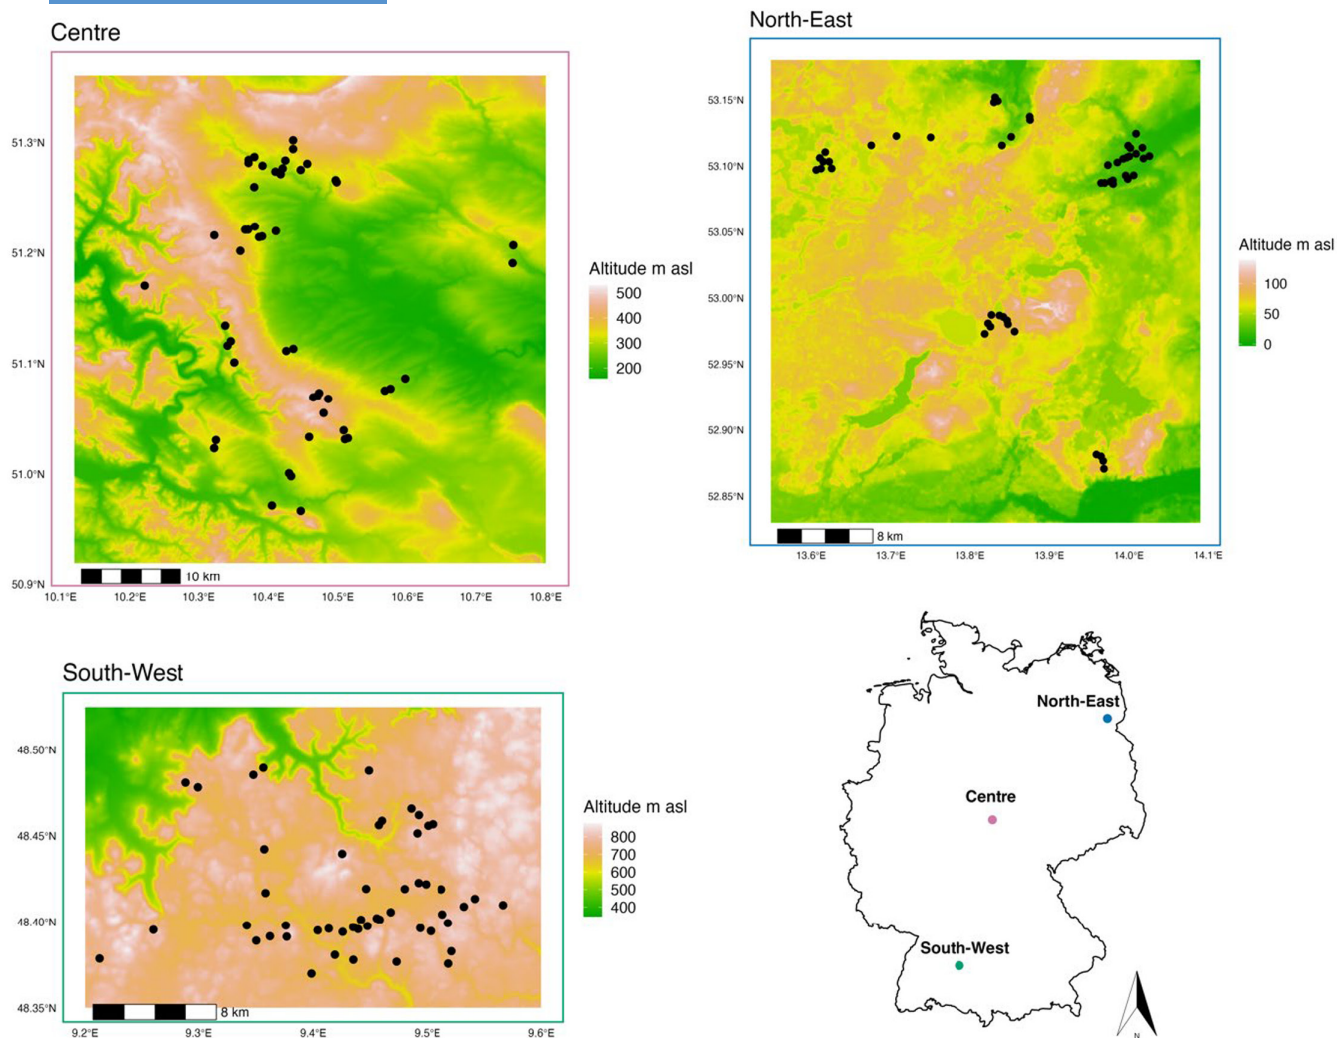 Centre
51.3°N
51.2°N
51.1°N
51.0°N
50.9°N
10 km
10.1°E 10.2°E 10.3°E 10.4°E 10.5°E 10.6°E 10.7°E 10.8°E
Altitude m asl
500
400
300
200
North-East
53.15°N
53.10°N
53.05°N
53.00°N
52.95°N
52.90°N
52.85°N
8 km
13.6°E 13.7°E 13.8°E 13.9°E 14.0°E 14.1°E
Altitude m asl
100
50
0
South-West
48.50°N
48.45°N
48.40°N
48.35°N
8 km
9.2°E 9.3°E 9.4°E 9.5°E 9.6°E
Altitude m asl
800
700
600
500
400
North-East
Centre
South-West
N